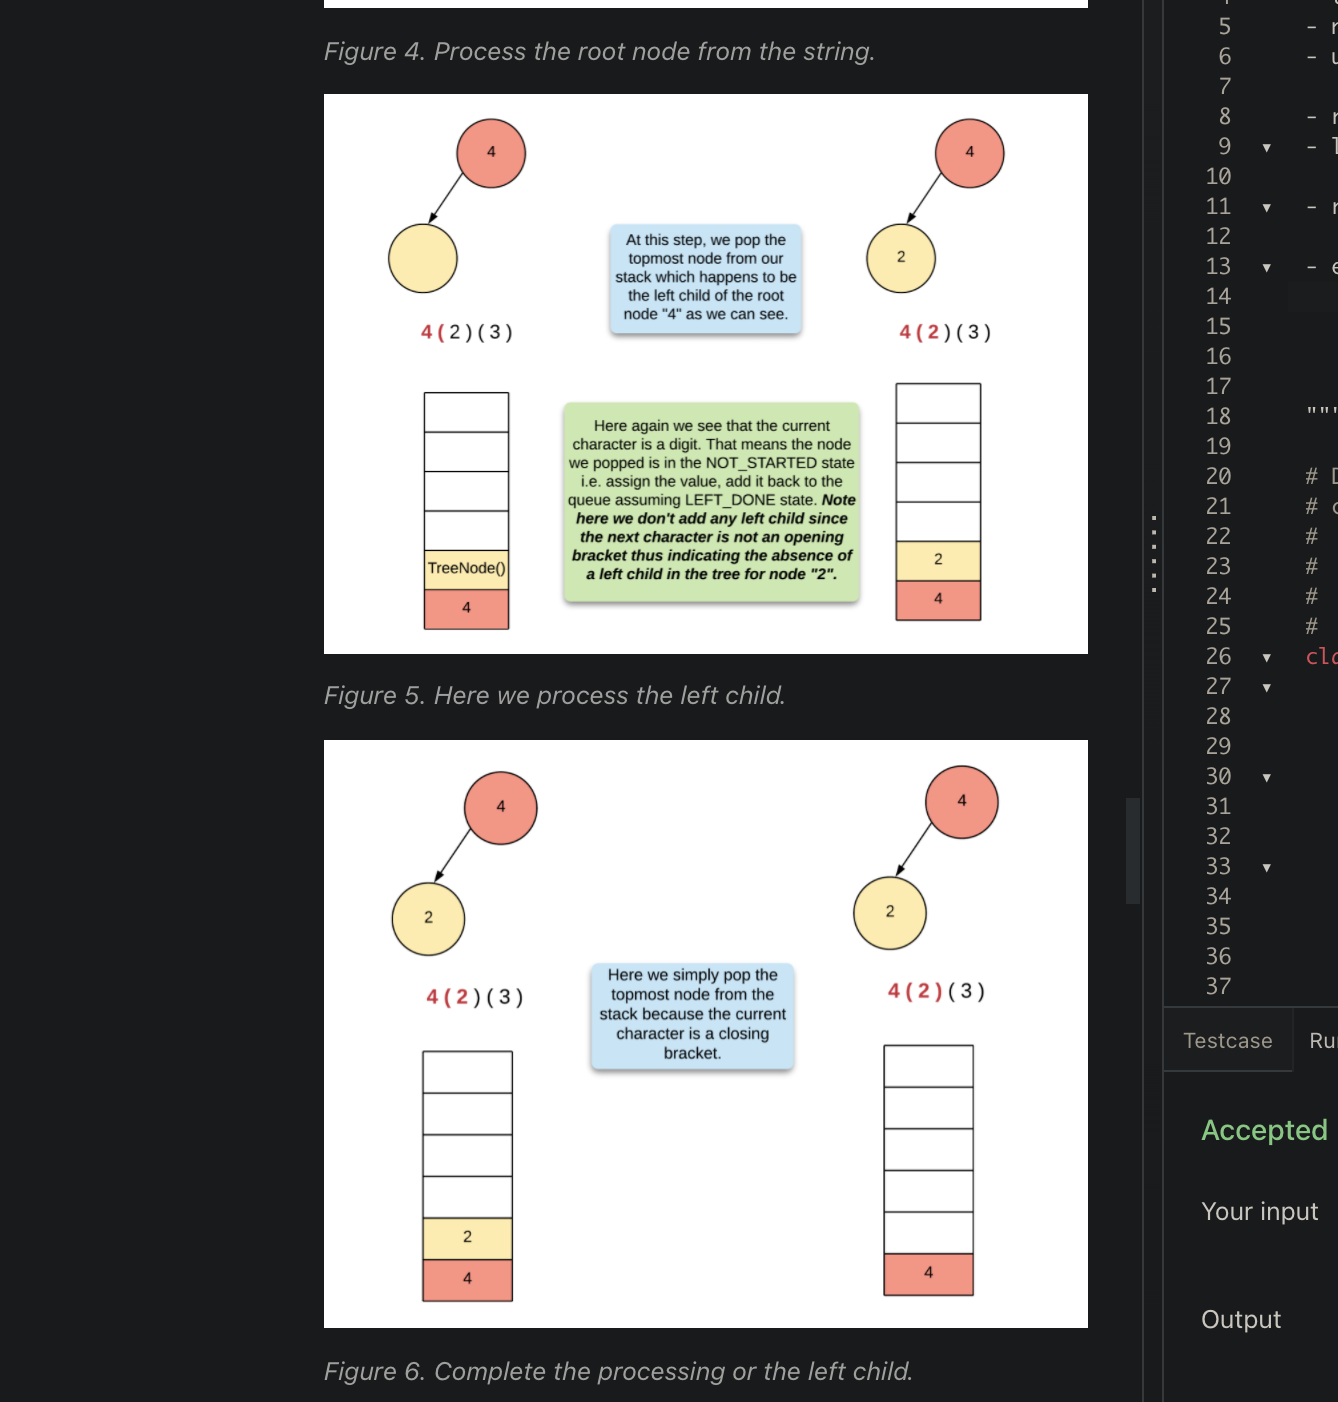 Figure 4. Process the root node from the string.
4
4
2
At this step, we pop the
topmost node from our
stack which happens to be
the left child of the root
node "4" as we can see.
4(2)(3)
4(2)(3)
Here again we see that the current
character is a digit. That means the node
we popped is in the NOT_STARTED state
i.e. assign the value, add it back to the
queue assuming LEFT_DONE state. Note
here we don't add any left child since
the next character is not an opening
bracket thus indicating the absence of
a left child in the tree for node "2".
TreeNode()
4
2
4
Figure 5. Here we process the left child.
4
4
2
2
Here we simply pop the
topmost node from the
stack because the current
character is a closing
bracket.
4(2)(3)
4(2)(3)
2
4
4
Figure 6. Complete the processing or the left child.
5 -
6 -
7
8 -
9 -
10
11 -
12
13 - e
14
15
16
17
18 """
19
20 #
21 #
22 #
23 #
24 #
25 #
26 cla
27
28
29
30
31
32
33
34
35
36
37
Testcase
Accepted
Your input
Output